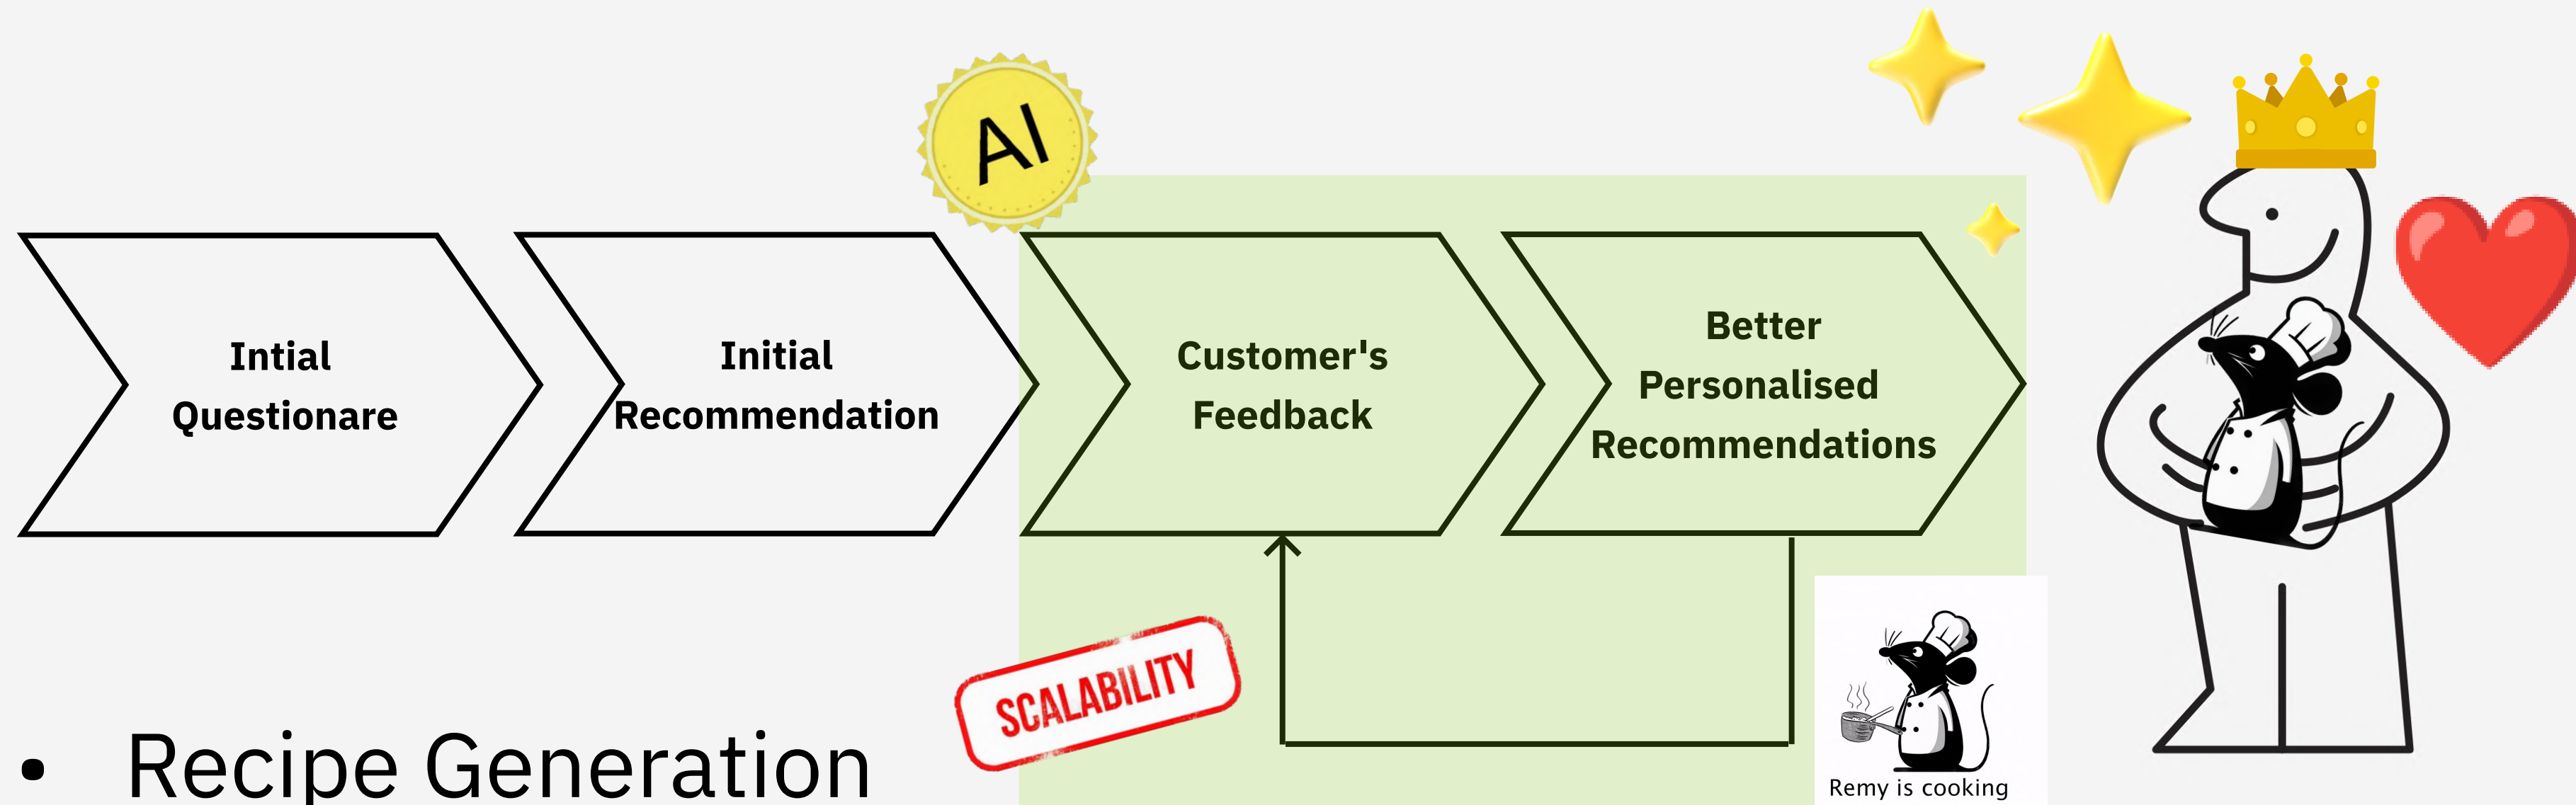 AI
Intial
Questionare
Initial
Recommendation
Customer's
Feedback
Better
Personalised
Recommendations
SCALABILITY
• Recipe Generation
Remy is cooking